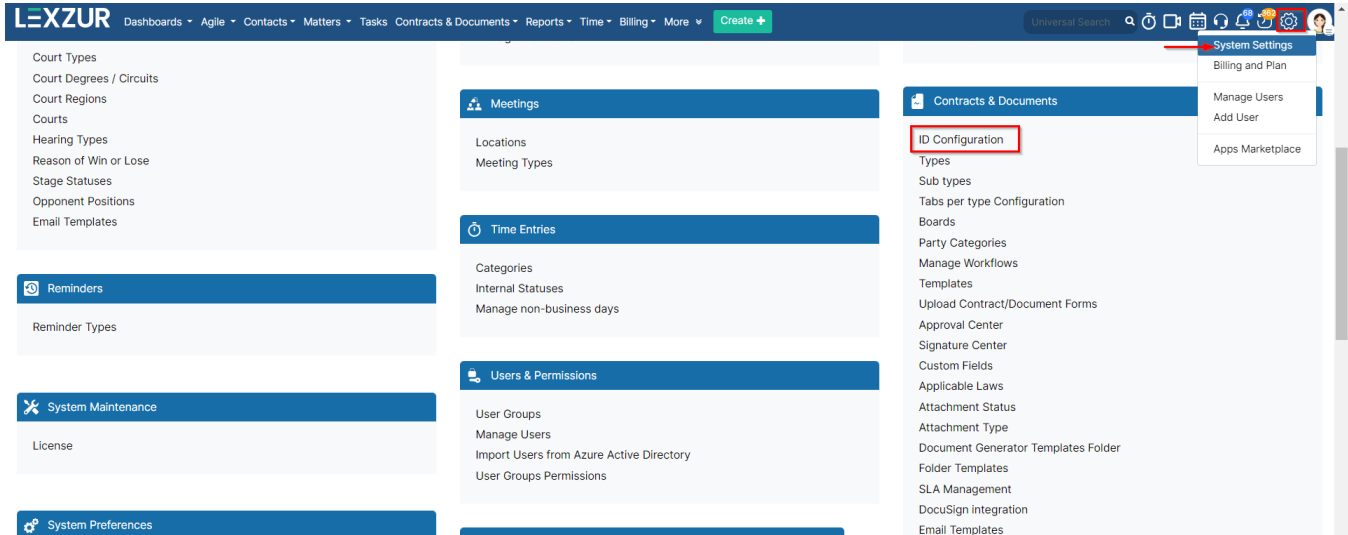 LEXZUR Dashboards Agile Contacts Matters Tasks Contracts & Documents Reports Time Billing More Create + Universal Search 68 362
System Settings
Billing and Plan
Manage Users
Add User
Apps Marketplace
Court Types
Court Degrees / Circuits
Court Regions
Courts
Hearing Types
Reason of Win or Lose
Stage Statuses
Opponent Positions
Email Templates
Reminders
Reminder Types
System Maintenance
License
System Preferences
Meetings
Locations
Meeting Types
Time Entries
Categories
Internal Statuses
Manage non-business days
Users & Permissions
User Groups
Manage Users
Import Users from Azure Active Directory
User Groups Permissions
Contracts & Documents
ID Configuration
Types
Sub types
Tabs per type Configuration
Boards
Party Categories
Manage Workflows
Templates
Upload Contract/Document Forms
Approval Center
Signature Center
Custom Fields
Applicable Laws
Attachment Status
Attachment Type
Document Generator Templates Folder
Folder Templates
SLA Management
DocuSign integration
Email Templates